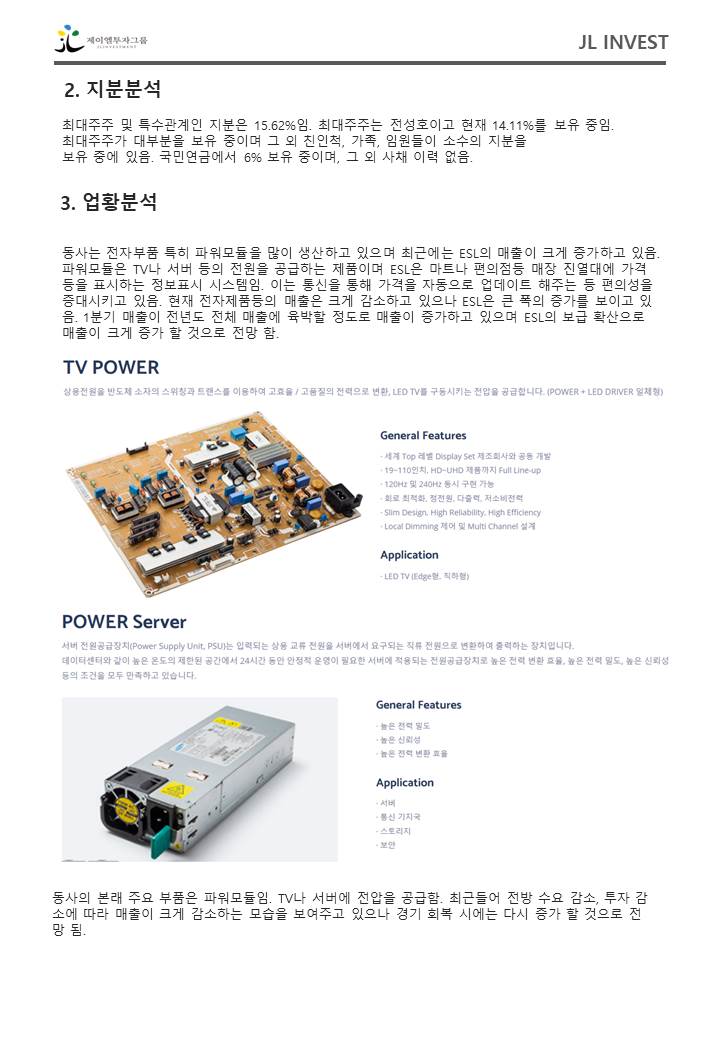 제이엘투자그룹
JL INVESTMENT
JL INVEST
2. 지분분석
최대주주 및 특수관계인 지분은 15.62%임. 최대주주는 전성호이고 현재 14.11%를 보유 중임.
최대주주가 대부분을 보유 중이며 그 외 친인척, 가족, 임원들이 소수의 지분을
보유 중에 있음. 국민연금에서 6% 보유 중이며, 그 외 사채 이력 없음.
3. 업황분석
동사는 전자부품 특히 파워모듈을 많이 생산하고 있으며 최근에는 ESL의 매출이 크게 증가하고 있음.
파워모듈은 TV나 서버 등의 전원을 공급하는 제품이며 ESL은 마트나 편의점등 매장 진열대에 가격
등을 표시하는 정보표시 시스템임. 이는 통신을 통해 가격을 자동으로 업데이트 해주는 등 편의성을
증대시키고 있음. 현재 전자제품등의 매출은 크게 감소하고 있으나 ESL은 큰 폭의 증가를 보이고 있
음. 1분기 매출이 전년도 전체 매출에 육박할 정도로 매출이 증가하고 있으며 ESL의 보급 확산으로
매출이 크게 증가 할 것으로 전망 함.
TV POWER
상용전원을 반도체 소자의 스위칭과 트랜스를 이용하여 고효율 / 고품질의 전력으로 변환, LED TV를 구동시키는 전압을 공급합니다. (POWER + LED DRIVER 일체형)
General Features
· 세계 Top 레벨 Display Set 제조회사와 공동 개발
· 19~110인치, HD~UHD 제품까지 Full Line-up
· 120Hz 및 240Hz 동시 구현 가능
· 회로 최적화, 정전원, 다출력, 저소비전력
· Slim Design, High Reliability, High Efficiency
· Local Dimming 제어 및 Multi Channel 설계
Application
· LED TV (Edge형, 직하형)
POWER Server
서버 전원공급장치(Power Supply Unit, PSU)는 입력되는 상용 교류 전원을 서버에서 요구되는 직류 전원으로 변환하여 출력하는 장치입니다.
데이터센터와 같이 높은 온도의 제한된 공간에서 24시간 동안 안정적 운영이 필요한 서버에 적용되는 전원공급장치로 높은 전력 변환 효율, 높은 전력 밀도, 높은 신뢰성
등의 조건을 모두 만족하고 있습니다.
General Features
· 높은 전력 밀도
· 높은 신뢰성
· 높은 전력 변환 효율
Application
· 서버
· 통신 기지국
· 스토리지
· 보안
동사의 본래 주요 부품은 파워모듈임. TV나 서버에 전압을 공급함. 최근들어 전방 수요 감소, 투자 감
소에 따라 매출이 크게 감소하는 모습을 보여주고 있으나 경기 회복 시에는 다시 증가 할 것으로 전
망 됨.